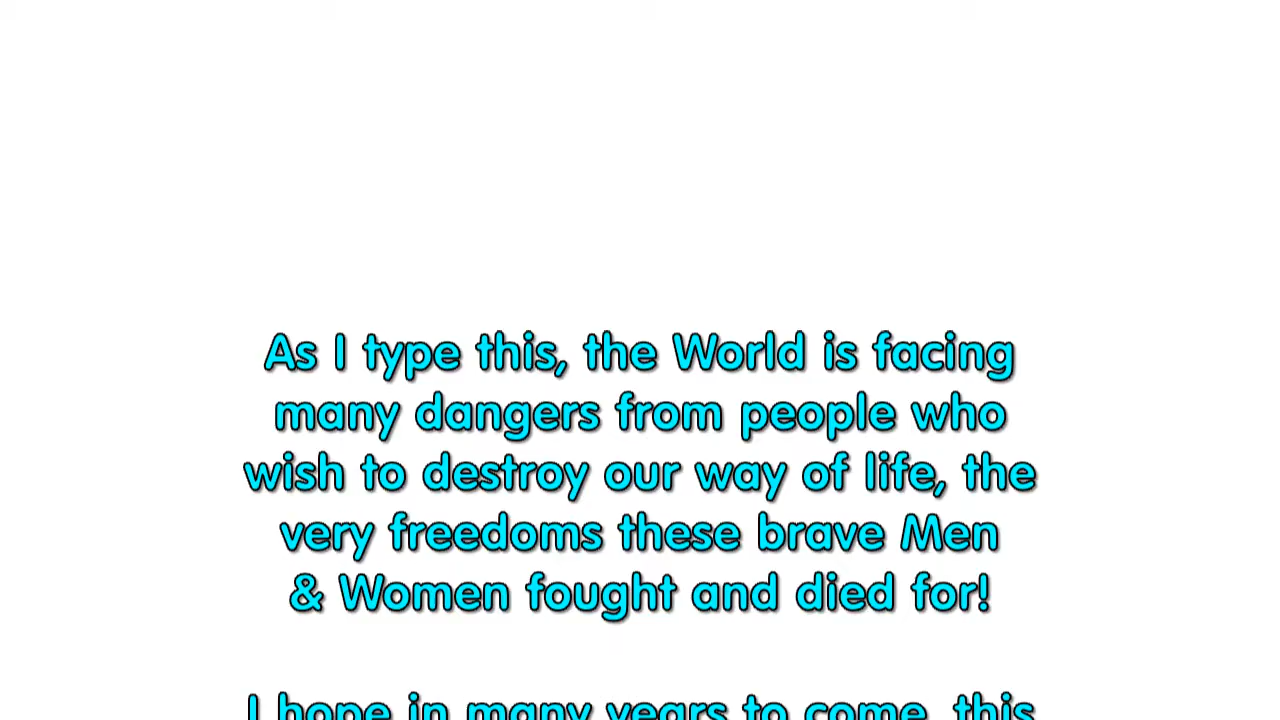 As I type this, the World is facing
many dangers from people who
wish to destroy our way of life, the
very freedoms these brave Men
& Women fought and died for!
I hope in many years to come, this